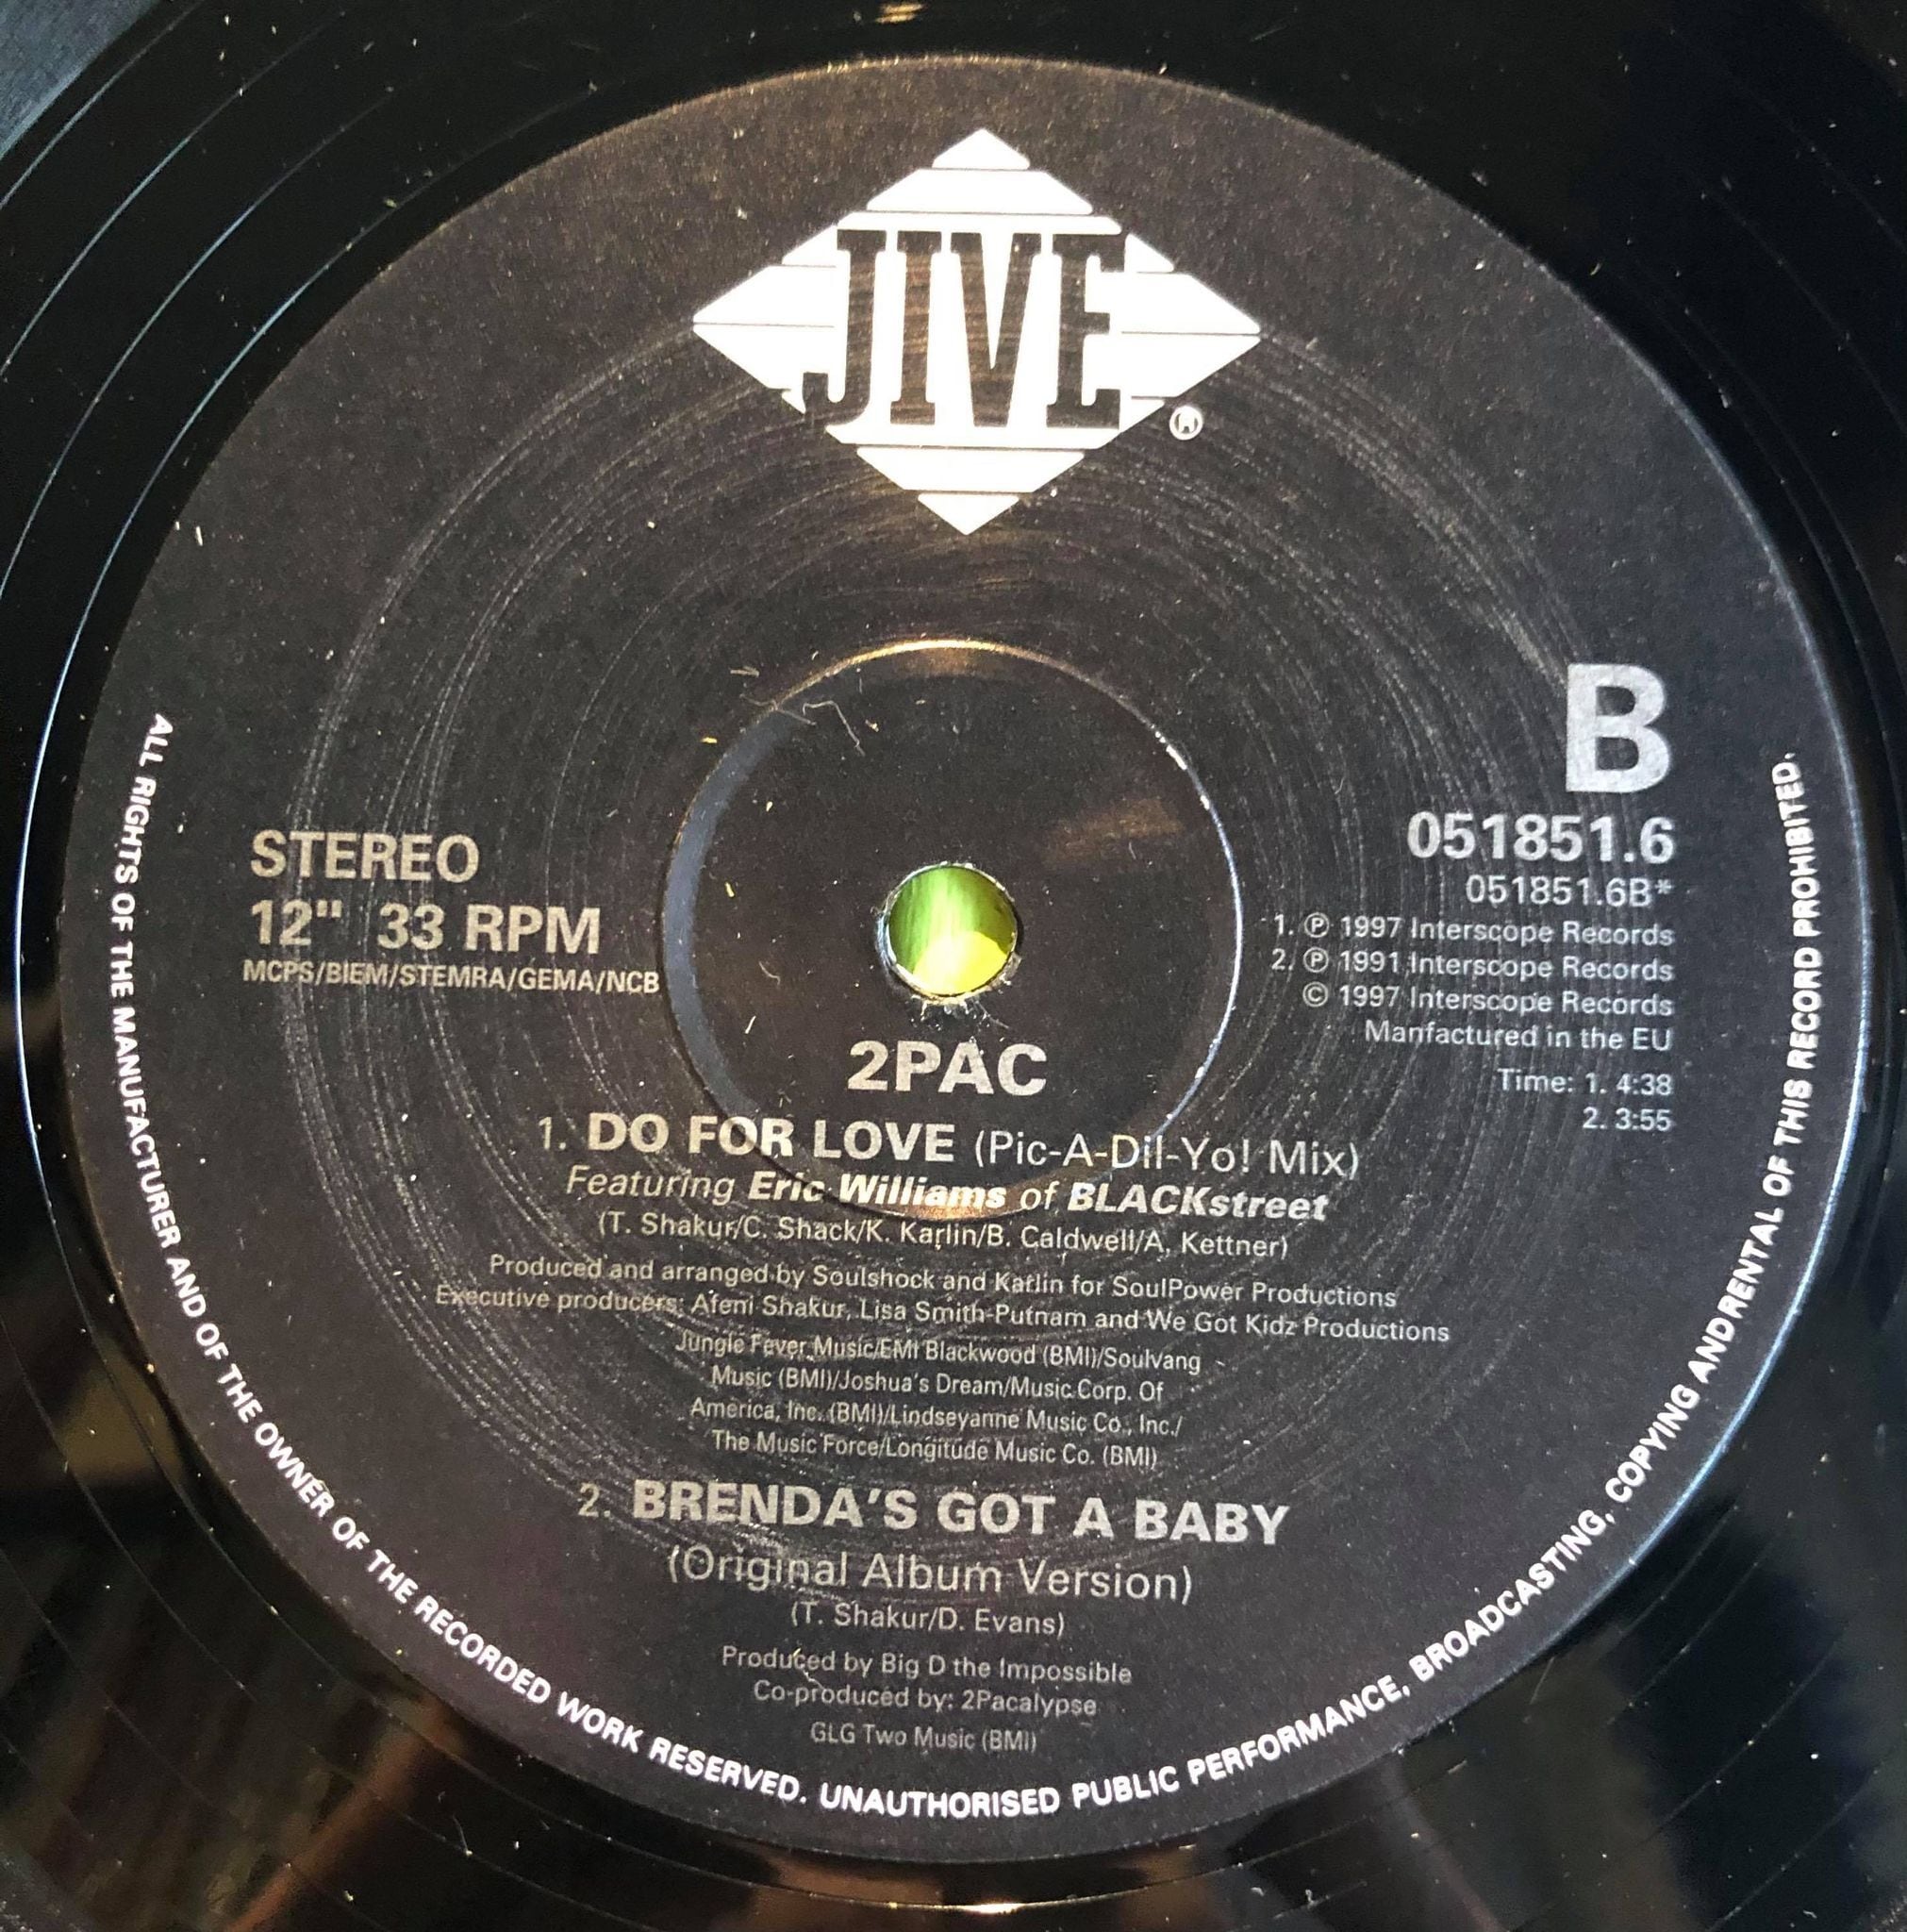 JIVE
®
B
051851.6
051851.6B*
STEREO
12" 33 RPM
MCPS/BIEM/STEMRA/GEMA/NCB
1. ℗ 1997 Interscope Records
2. ℗ 1991 Interscope Records
© 1997 Interscope Records
Manfactured in the EU
Time: 1. 4:38
2. 3:55
2PAC
1. DO FOR LOVE (Pic-A-Dil-Yo! Mix)
Featuring Eric Williams of BLACKstreet
(T. Shakur/C. Shack/K. Karlin/B. Caldwell/A. Kettner)
Produced and arranged by Soulshock and Karlin for SoulPower Productions
Executive producers: Afeni Shakur, Lisa Smith-Putnam and We Got Kidz Productions
Jungle Fever Music/EMI Blackwood (BMI)/Soulvang
Music (BMI)/Joshua's Dream/Music Corp. Of
America, Inc. (BMI)/Lindseyanne Music Co., Inc./
The Music Force/Longitude Music Co. (BMI)
2. BRENDA'S GOT A BABY
(Original Album Version)
(T. Shakur/D. Evans)
Produced by Big D the Impossible
Co-produced by: 2Pacalypse
GLG Two Music (BMI)
ALL RIGHTS OF THE MANUFACTURER AND OF THE OWNER OF THE RECORDED WORK RESERVED. UNAUTHORISED PUBLIC PERFORMANCE, BROADCASTING, COPYING ANDRENTAL OF THIS RECORD PROHIBITED.